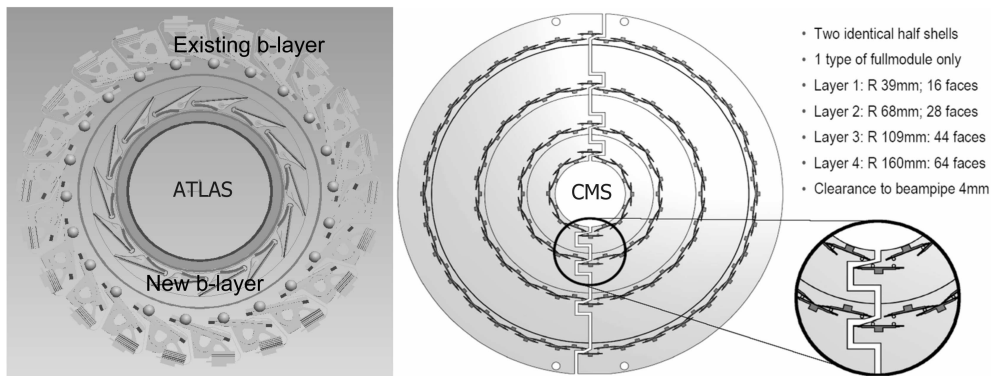 Existing b-layer
ATLAS
New b-layer
CMS
• Two identical half shells
• 1 type of fullmodule only
• Layer 1: R 39mm; 16 faces
• Layer 2: R 68mm; 28 faces
• Layer 3: R 109mm: 44 faces
• Layer 4: R 160mm: 64 faces
• Clearance to beampipe 4mm